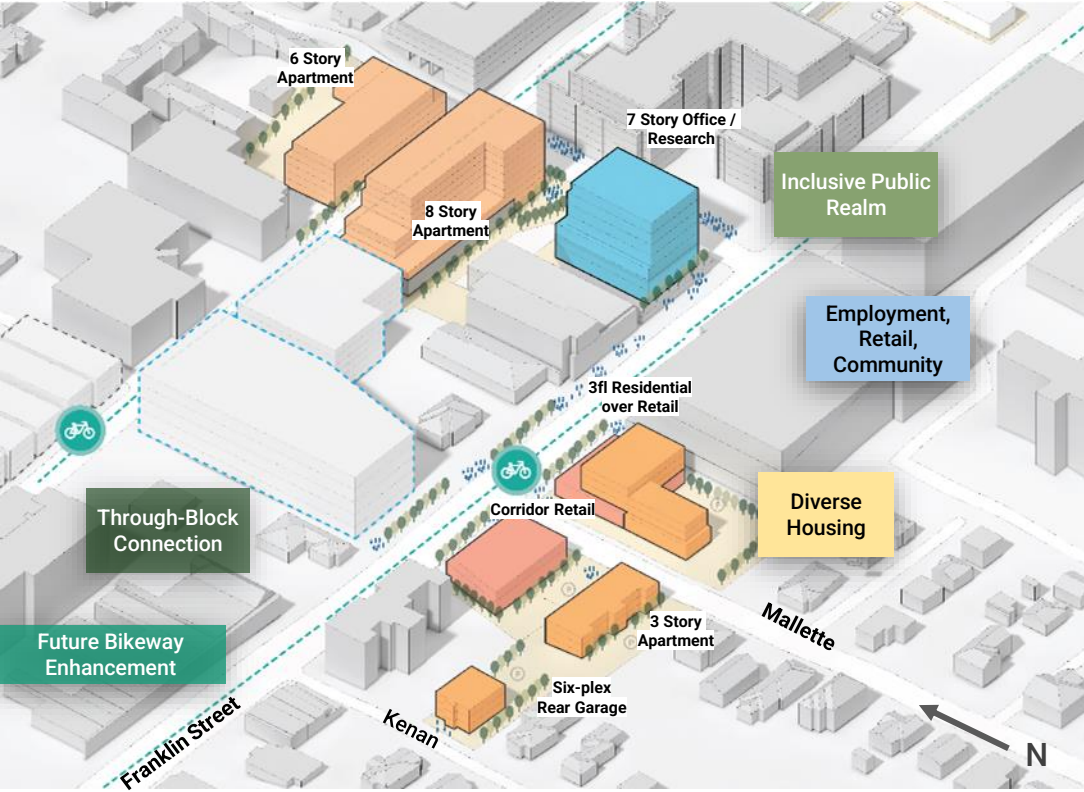 6 Story
Apartment
7 Story Office /
Research
Inclusive Public
Realm
8 Story
Apartment
Employment,
Retail,
Community
3fl Residential
over Retail
Diverse
Housing
Corridor Retail
Through-Block
Connection
Mallette
3 Story
Apartment
Future Bikeway
Enhancement
Six-plex
Rear Garage
Kenan
Franklin Street
N